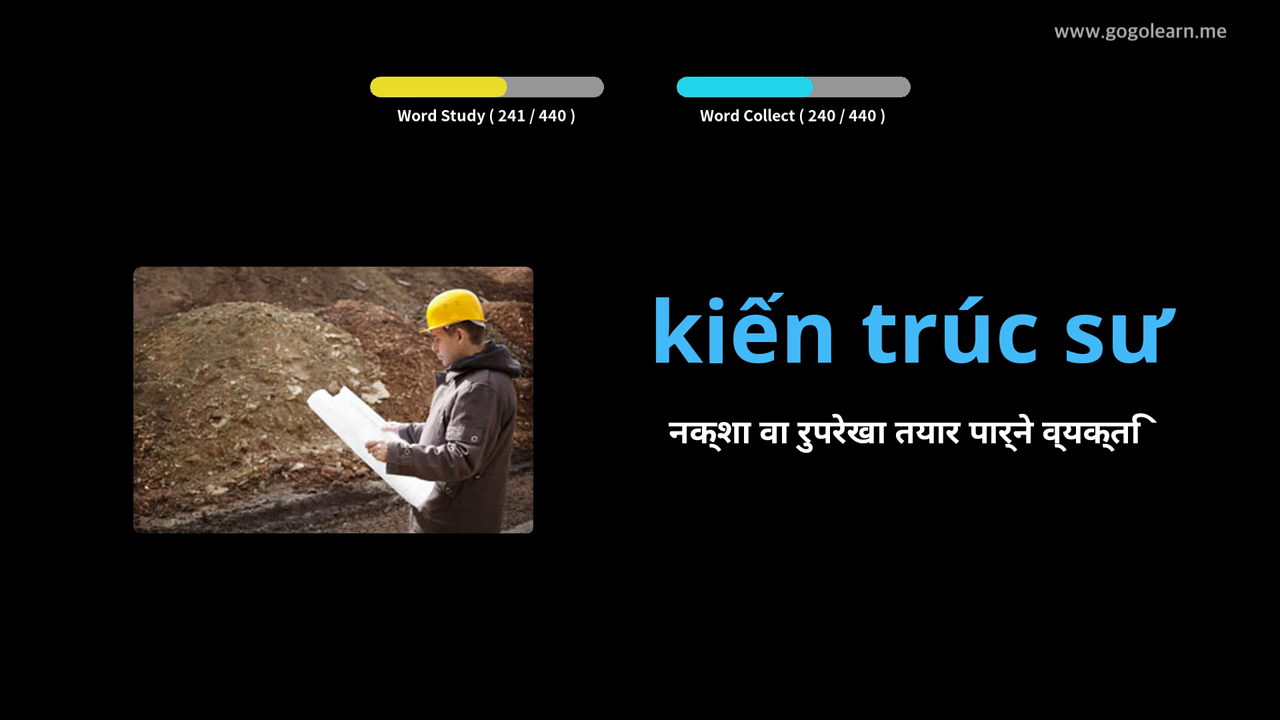 www.gogolearn.me
Word Study ( 241 / 440 )
Word Collect ( 240 / 440 )
kiến trúc sư
नक्शा वा रुपरेखा तयार पार्ने व्यक्ति